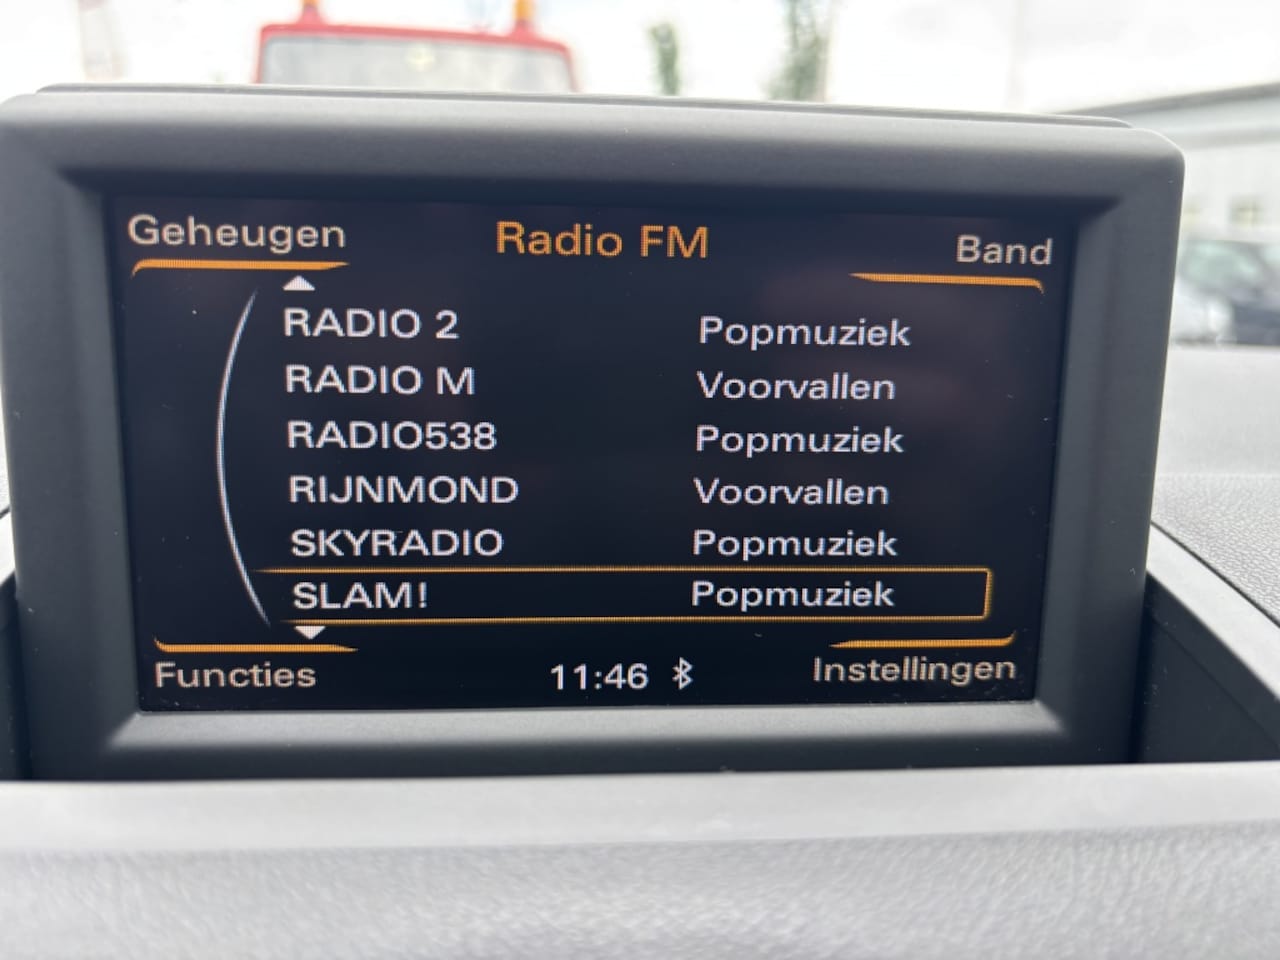 Geheugen Radio FM Band
RADIO 2 Popmuziek
RADIO M Voorvallen
RADIO538 Popmuziek
RIJNMOND Voorvallen
SKYRADIO Popmuziek
SLAM! Popmuziek
Functies 11:46 Instellingen